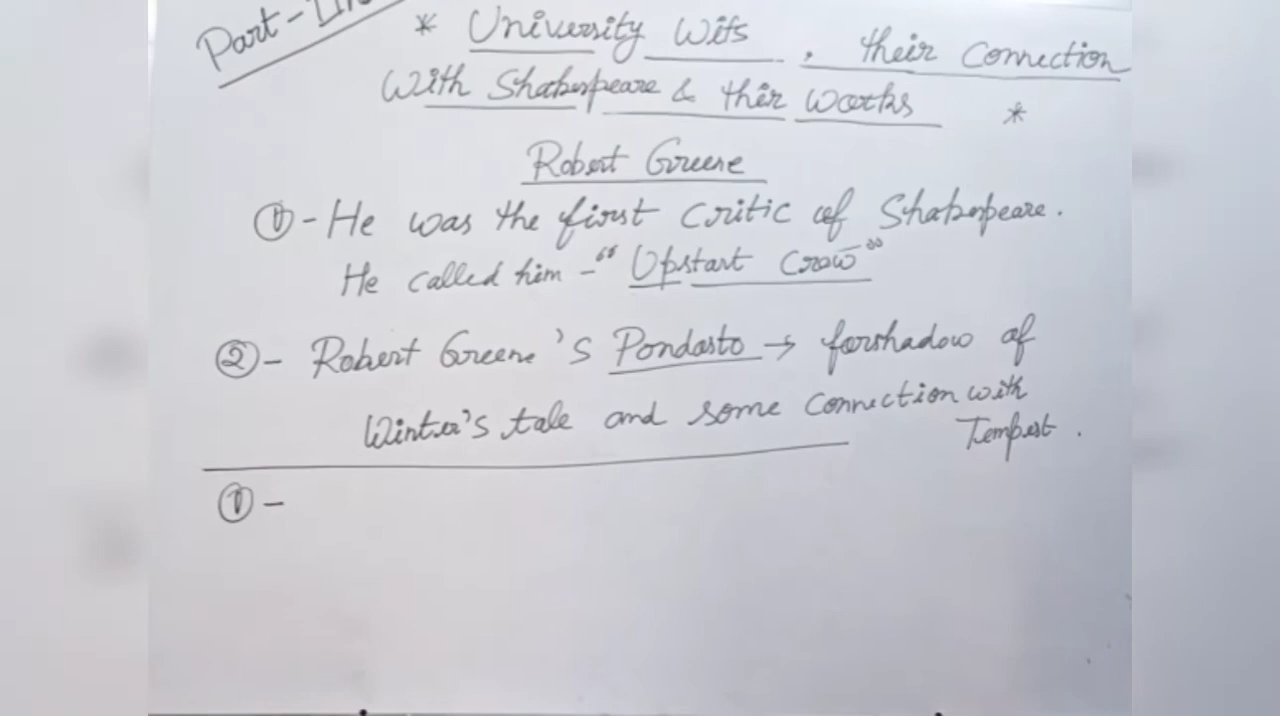 Part-
* University Wits, their Connection
With Shakespeare & their Works *
Robert Greene
① - He was the first critic of Shakespeare.
He called him - "Upstart Crow"
② - Robert Greene's Pondasto → forshadow of
Winter's tale and some connection with
Tempest.
① -